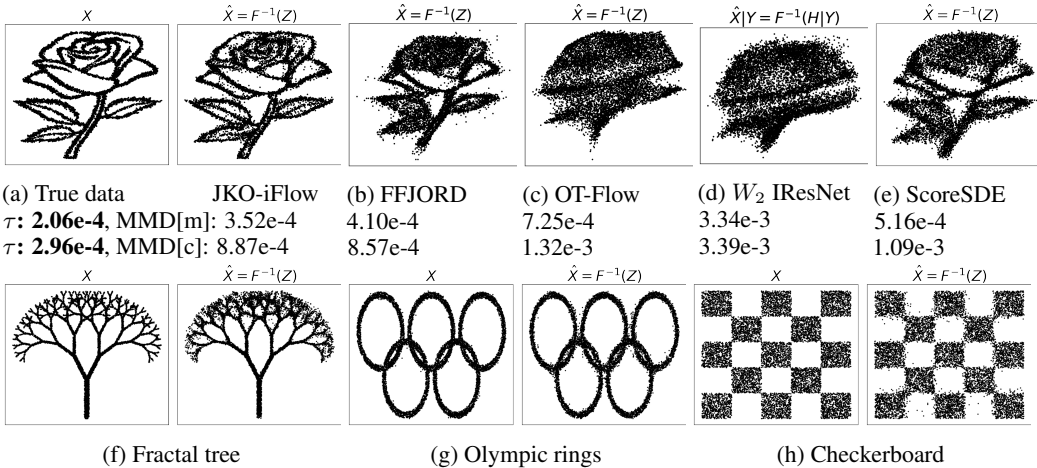 X X̂ = F⁻¹(Z) X̂ = F⁻¹(Z) X̂ = F⁻¹(Z) X̂|Y = F⁻¹(H|Y) X̂ = F⁻¹(Z)
(a) True data JKO-iFlow (b) FFJORD (c) OT-Flow (d) W₂ IResNet (e) ScoreSDE
τ: 2.06e-4, MMD[m]: 3.52e-4 4.10e-4 7.25e-4 3.34e-3 5.16e-4
τ: 2.96e-4, MMD[c]: 8.87e-4 8.57e-4 1.32e-3 3.39e-3 1.09e-3
X X̂ = F⁻¹(Z) X X̂ = F⁻¹(Z) X X̂ = F⁻¹(Z)
(f) Fractal tree (g) Olympic rings (h) Checkerboard